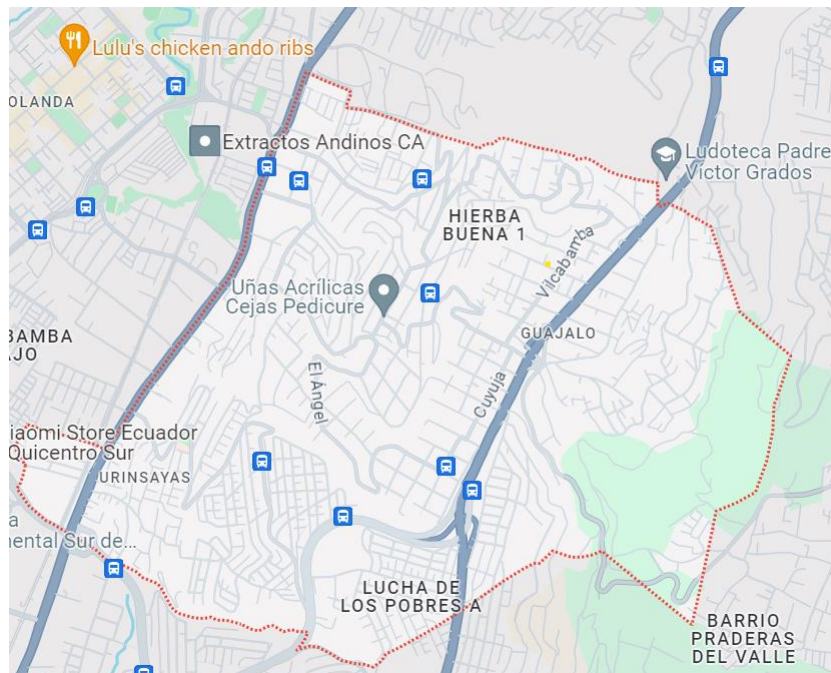 Lulu's chicken ando ribs
OLANDA
Extractos Andinos CA
Ludoteca Padre
Victor Grados
HIERBA
BUENA 1
Vilcabamba
Uñas Acrílicas
Cejas Pedicure
GUAJALO
BAMBA
AJO
El Ángel
Cuyuja
iaomi Store Ecuador
Quicentro Sur
URINSAYAS
a
ental Sur de...
LUCHA DE
LOS POBRES A
BARRIO
PRADERAS
DEL VALLE